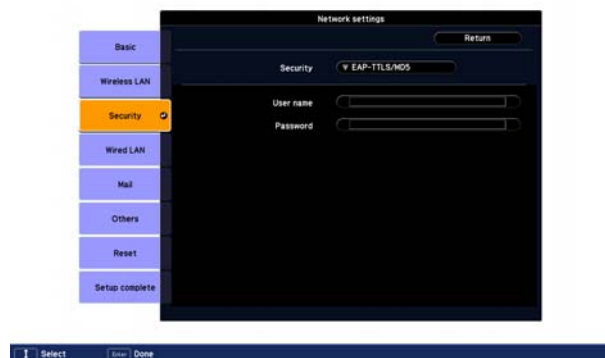 Network settings
Return
Basic
Security ▼ EAP-TTLS/MD5
Wireless LAN
User name
Security
Password
Wired LAN
Mail
Others
Reset
Setup complete
Select Enter Done